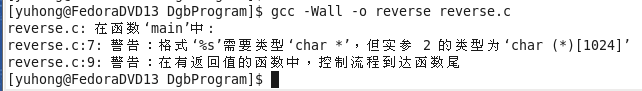 [yuhong@FedoraDVD13 DgbProgram]$ gcc -Wall -o reverse reverse.c
reverse.c: 在函数‘main’中:
reverse.c:7: 警告：格式‘%s’需要类型‘char *’，但实参 2 的类型为‘char (*)[1024]’
reverse.c:9: 警告：在有返回值的函数中，控制流程到达函数尾
[yuhong@FedoraDVD13 DgbProgram]$